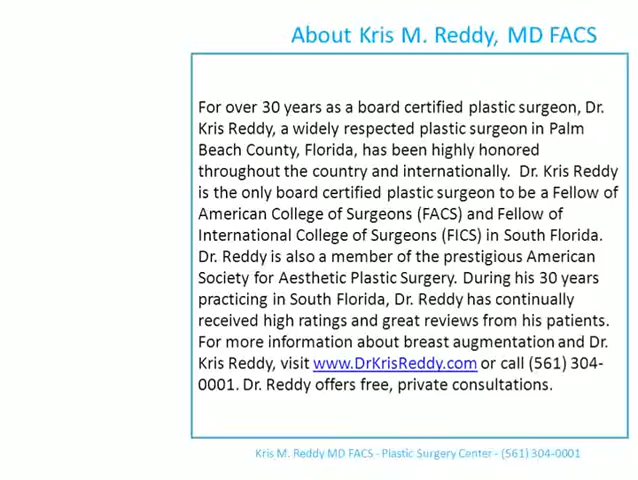 About Kris M. Reddy, MD FACS
For over 30 years as a board certified plastic surgeon, Dr.
Kris Reddy, a widely respected plastic surgeon in Palm
Beach County, Florida, has been highly honored
throughout the country and internationally.  Dr. Kris Reddy
is the only board certified plastic surgeon to be a Fellow of
American College of Surgeons (FACS) and Fellow of
International College of Surgeons (FICS) in South Florida.
Dr. Reddy is also a member of the prestigious American
Society for Aesthetic Plastic Surgery. During his 30 years
practicing in South Florida, Dr. Reddy has continually
received high ratings and great reviews from his patients.
For more information about breast augmentation and Dr.
Kris Reddy, visit www.DrKrisReddy.com or call (561) 304-
0001. Dr. Reddy offers free, private consultations.
Kris M. Reddy MD FACS - Plastic Surgery Center - (561) 304-0001